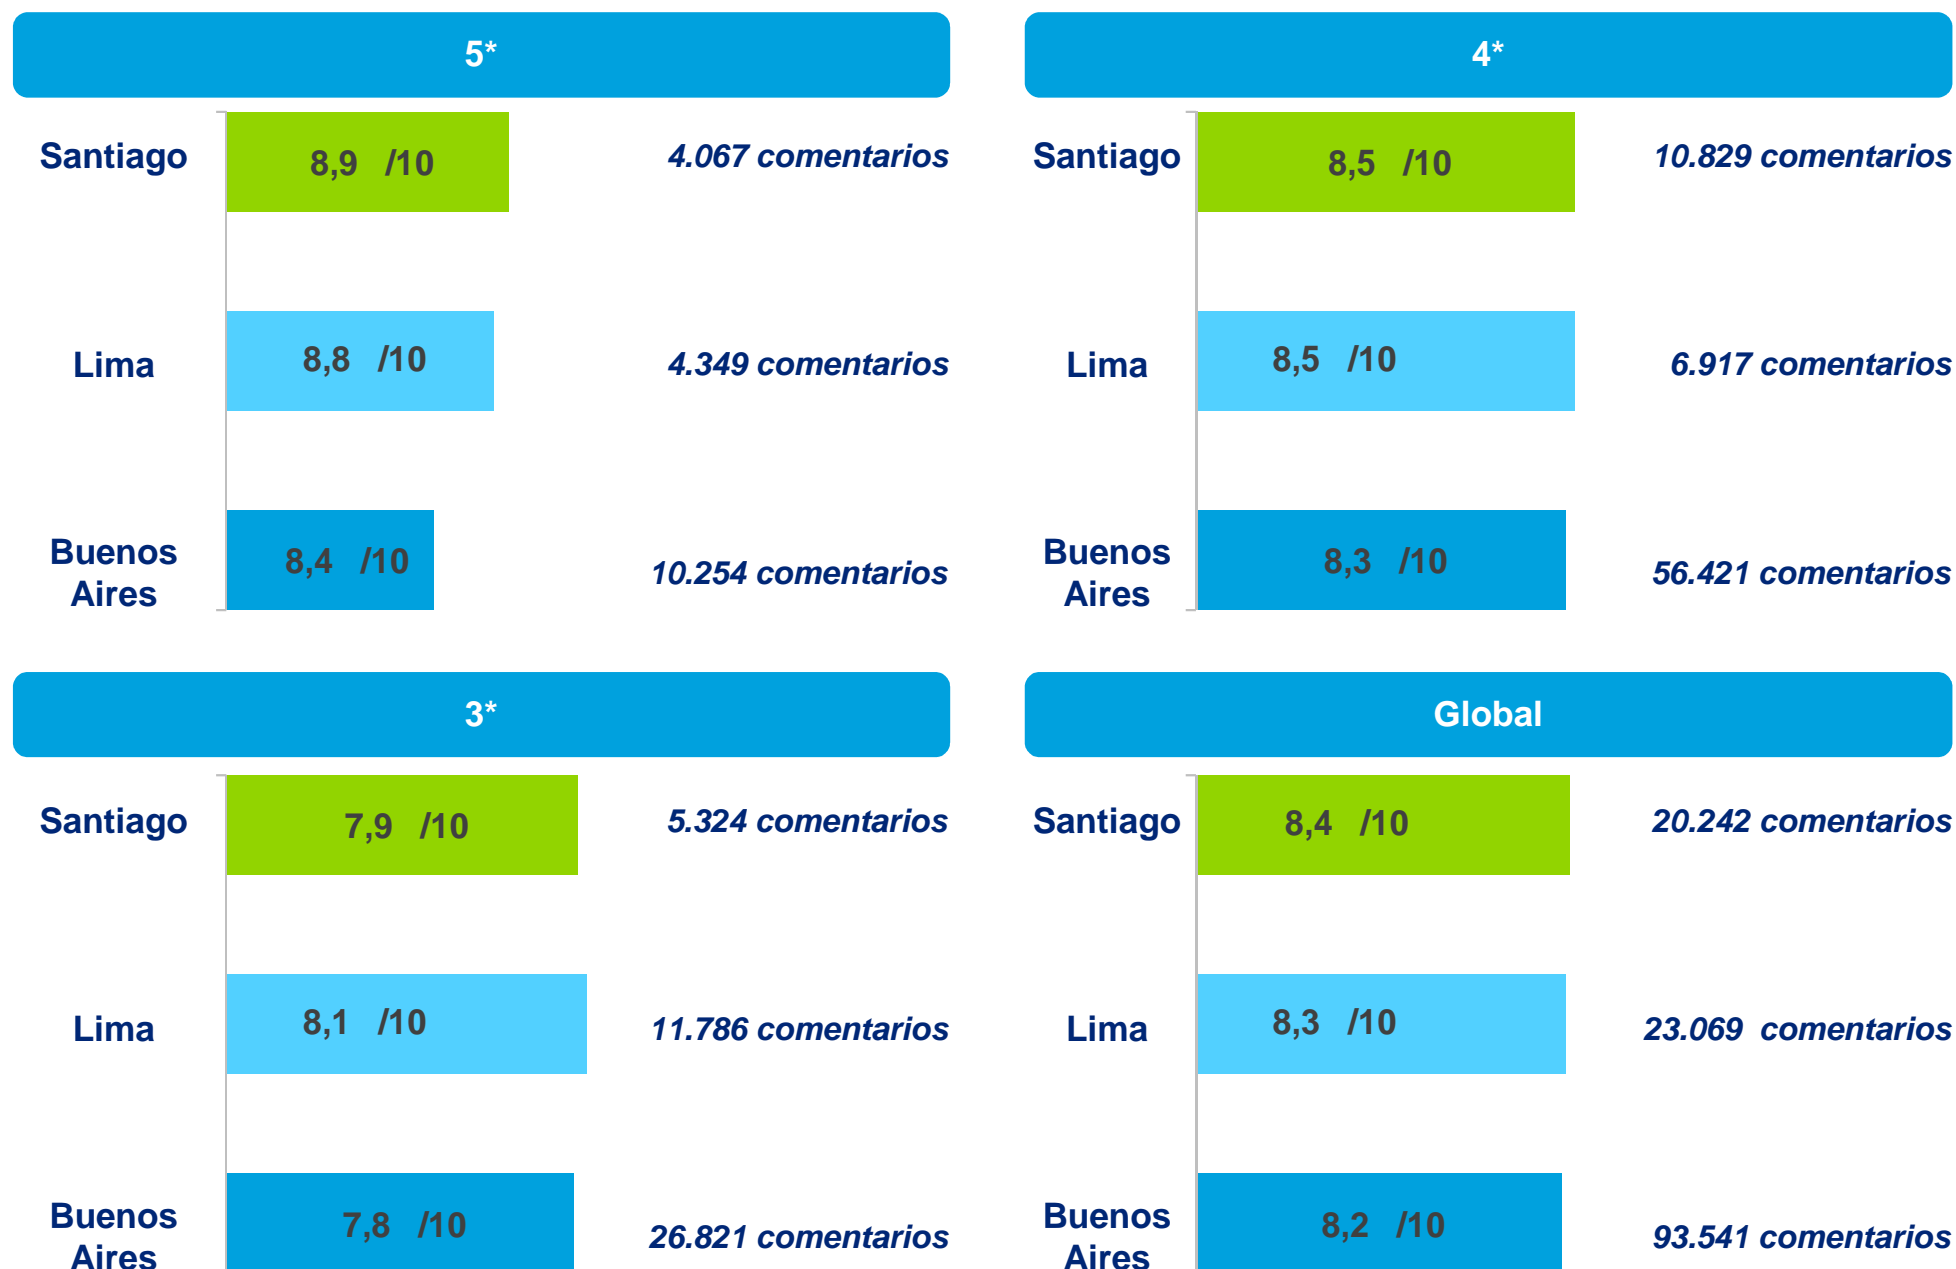 5*
Santiago 8,9 /10 4.067 comentarios
Lima 8,8 /10 4.349 comentarios
Buenos
Aires 8,4 /10 10.254 comentarios
4*
Santiago 8,5 /10 10.829 comentarios
Lima 8,5 /10 6.917 comentarios
Buenos
Aires 8,3 /10 56.421 comentarios
3*
Santiago 7,9 /10 5.324 comentarios
Lima 8,1 /10 11.786 comentarios
Buenos
Aires 7,8 /10 26.821 comentarios
Global
Santiago 8,4 /10 20.242 comentarios
Lima 8,3 /10 23.069 comentarios
Buenos
Aires 8,2 /10 93.541 comentarios